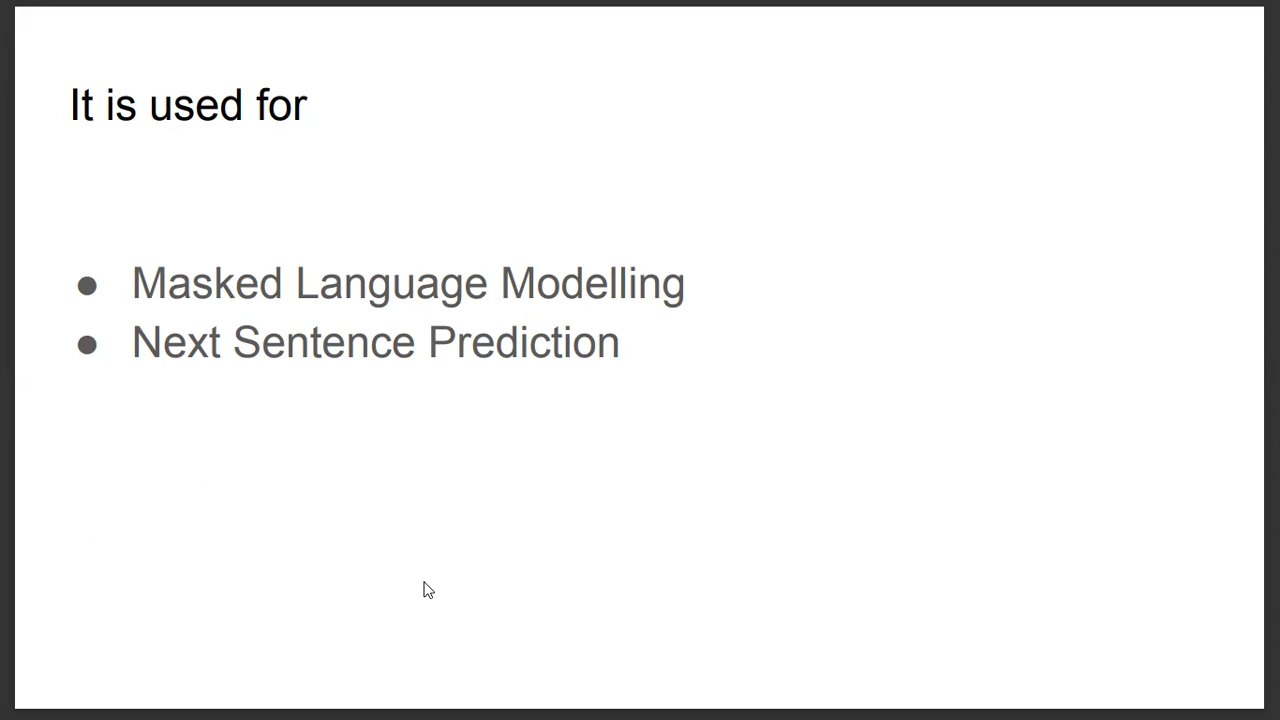 It is used for
● Masked Language Modelling
● Next Sentence Prediction